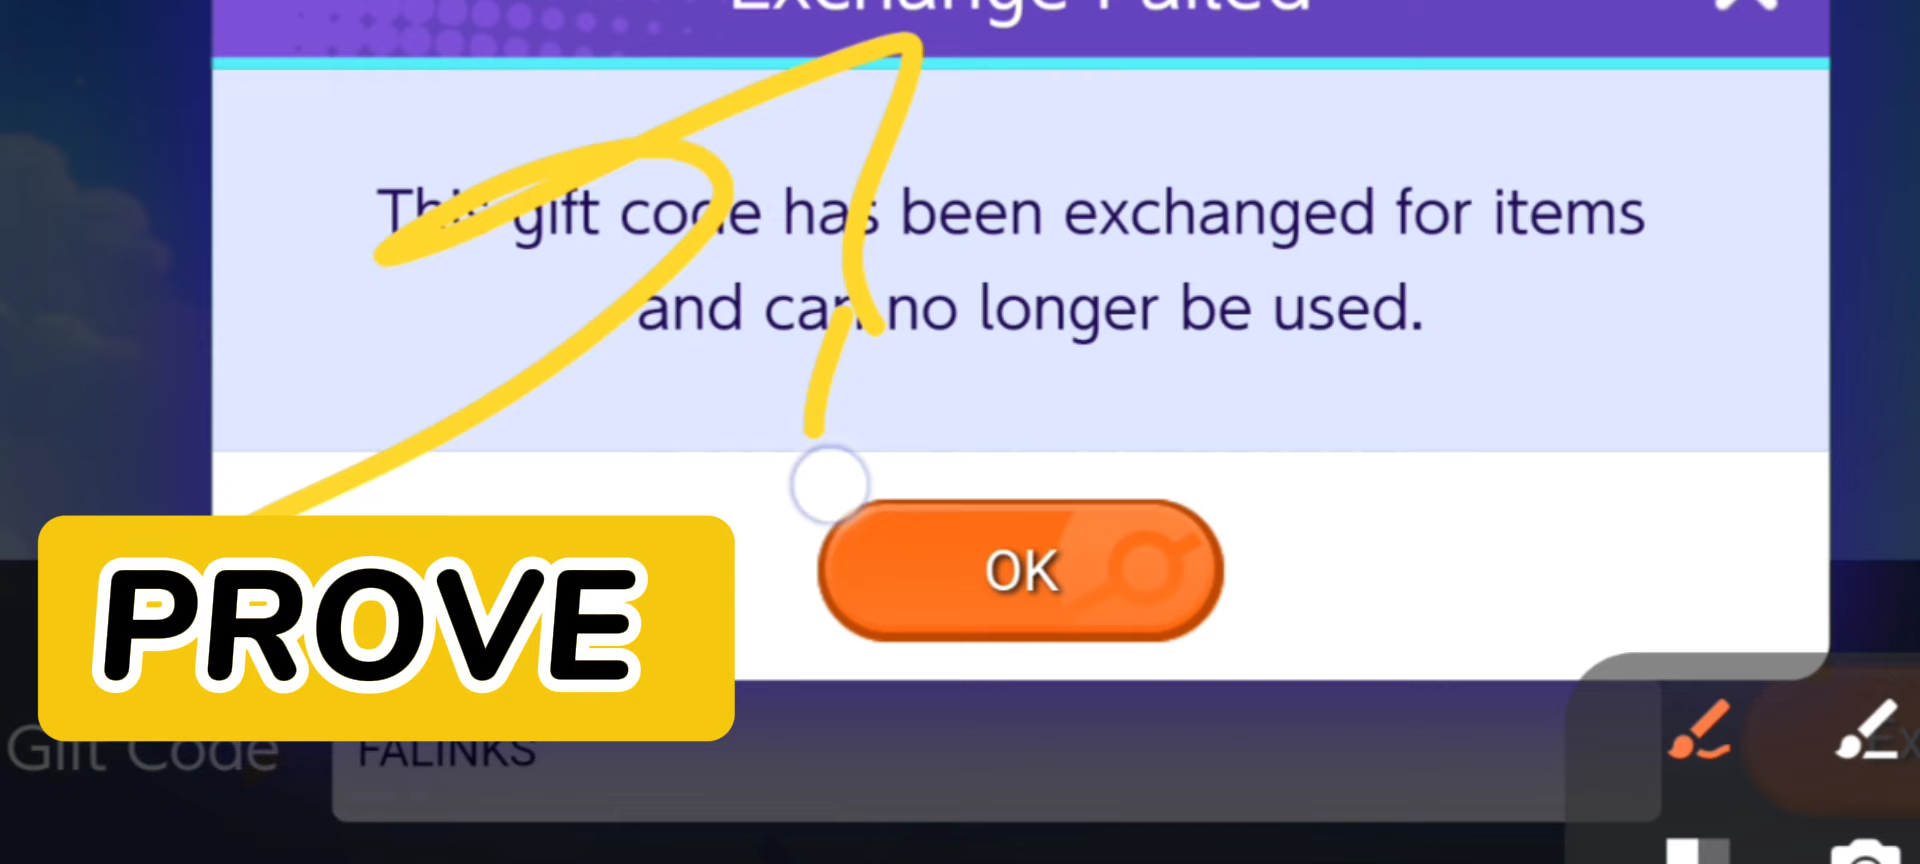 Exchange Failed
This gift code has been exchanged for items
and can no longer be used.
OK
PROVE
Gift Code
FALINKS
Ex